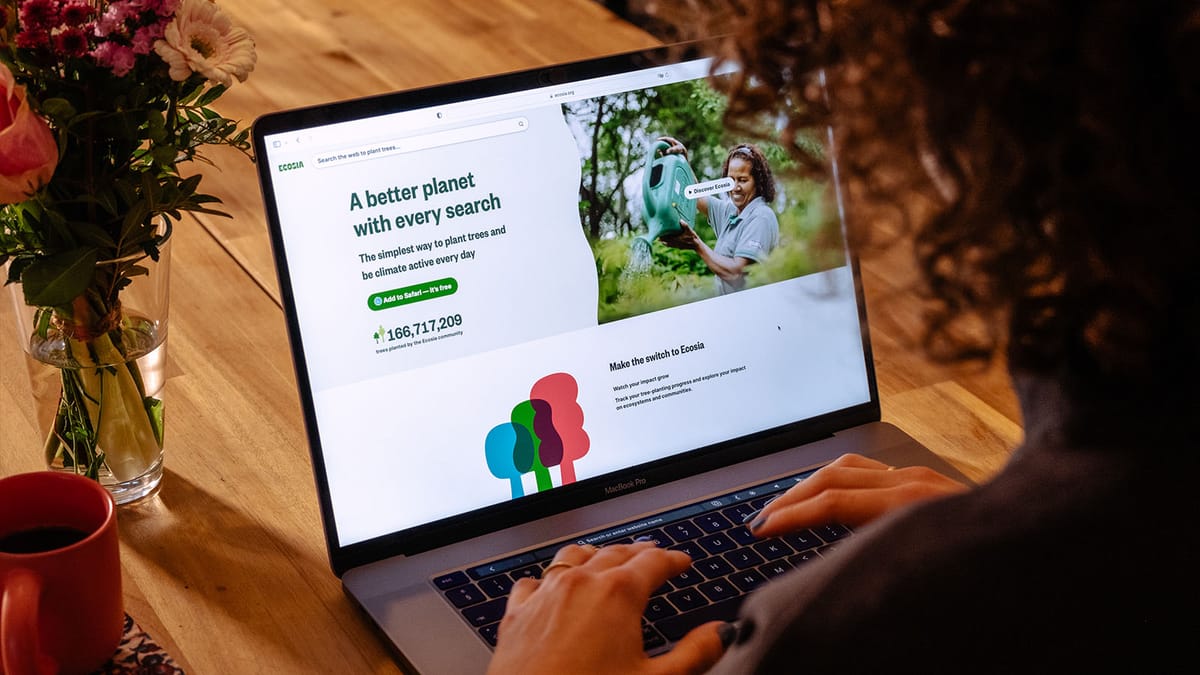 ecosia.org
ECOSIA
Search the web to plant trees...
A better planet
with every search
The simplest way to plant trees and
be climate active every day
Add to Safari — it's free
166,717,209
trees planted by the Ecosia community
Discover Ecosia
Make the switch to Ecosia
Watch your impact grow
Track your tree-planting progress and explore your impact
on ecosystems and communities.
MacBook Pro
Search or enter website name